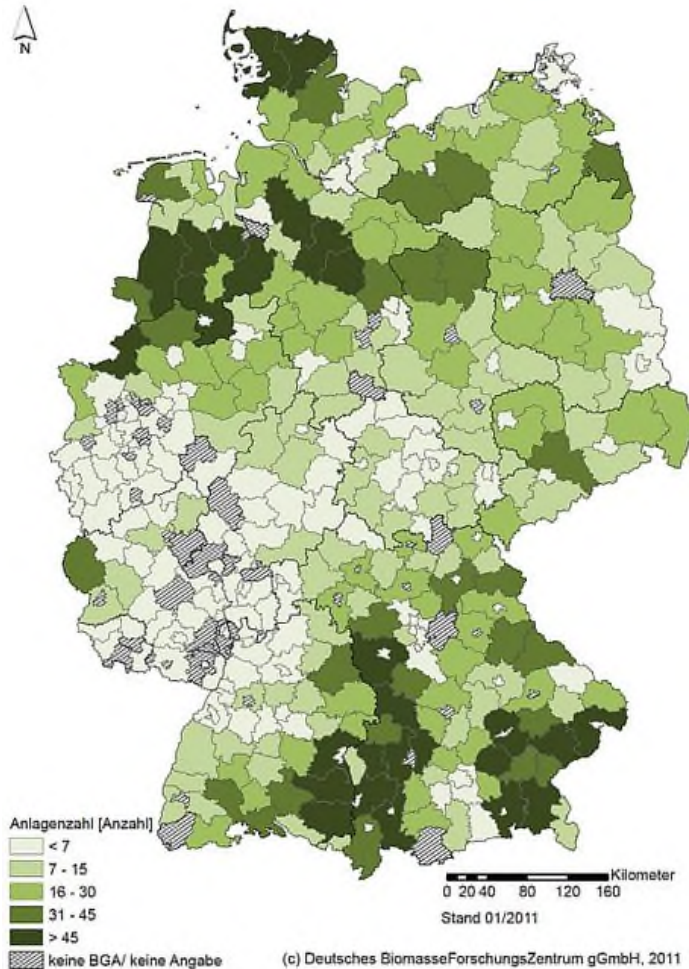 N
Anlagenzahl [Anzahl]
< 7
7 - 15
16 - 30
31 - 45
> 45
keine BGA/ keine Angabe
Kilometer
0 20 40 80 120 160
Stand 01/2011
(c) Deutsches BiomasseForschungsZentrum gGmbH, 2011